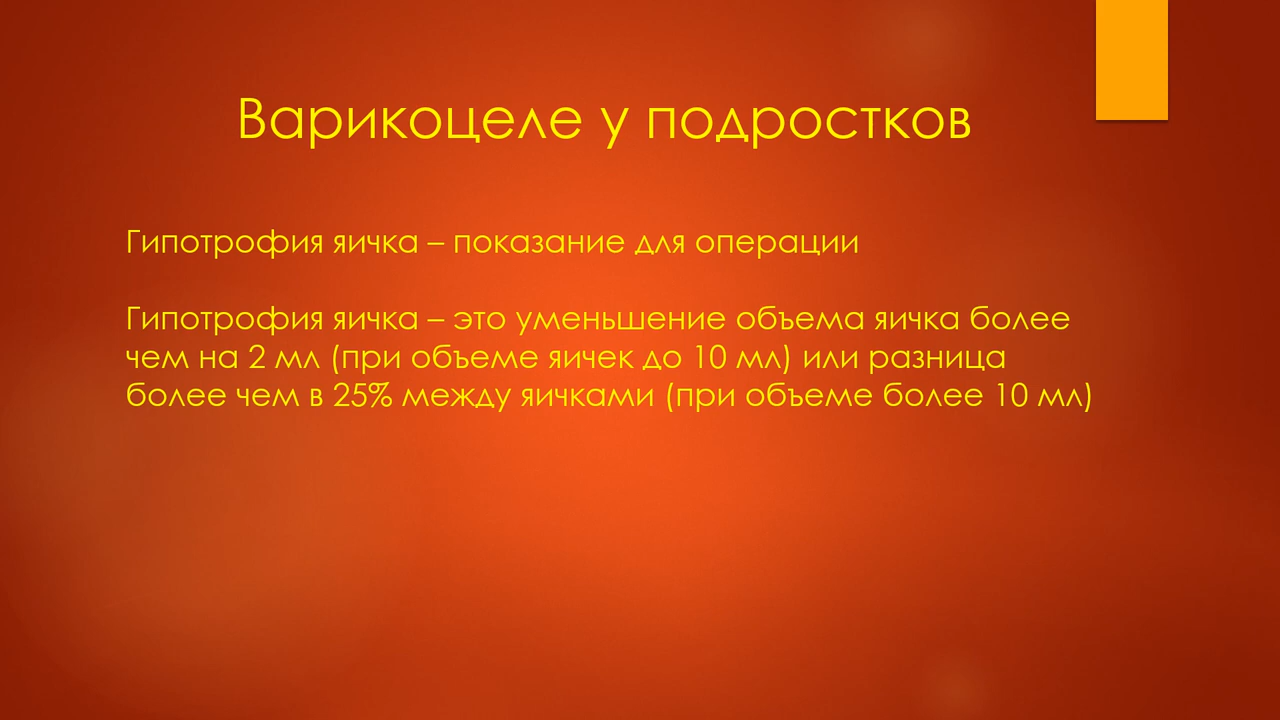 Варикоцеле у подростков
Гипотрофия яичка – показание для операции
Гипотрофия яичка – это уменьшение объема яичка более
чем на 2 мл (при объеме яичек до 10 мл) или разница
более чем в 25% между яичками (при объеме более 10 мл)